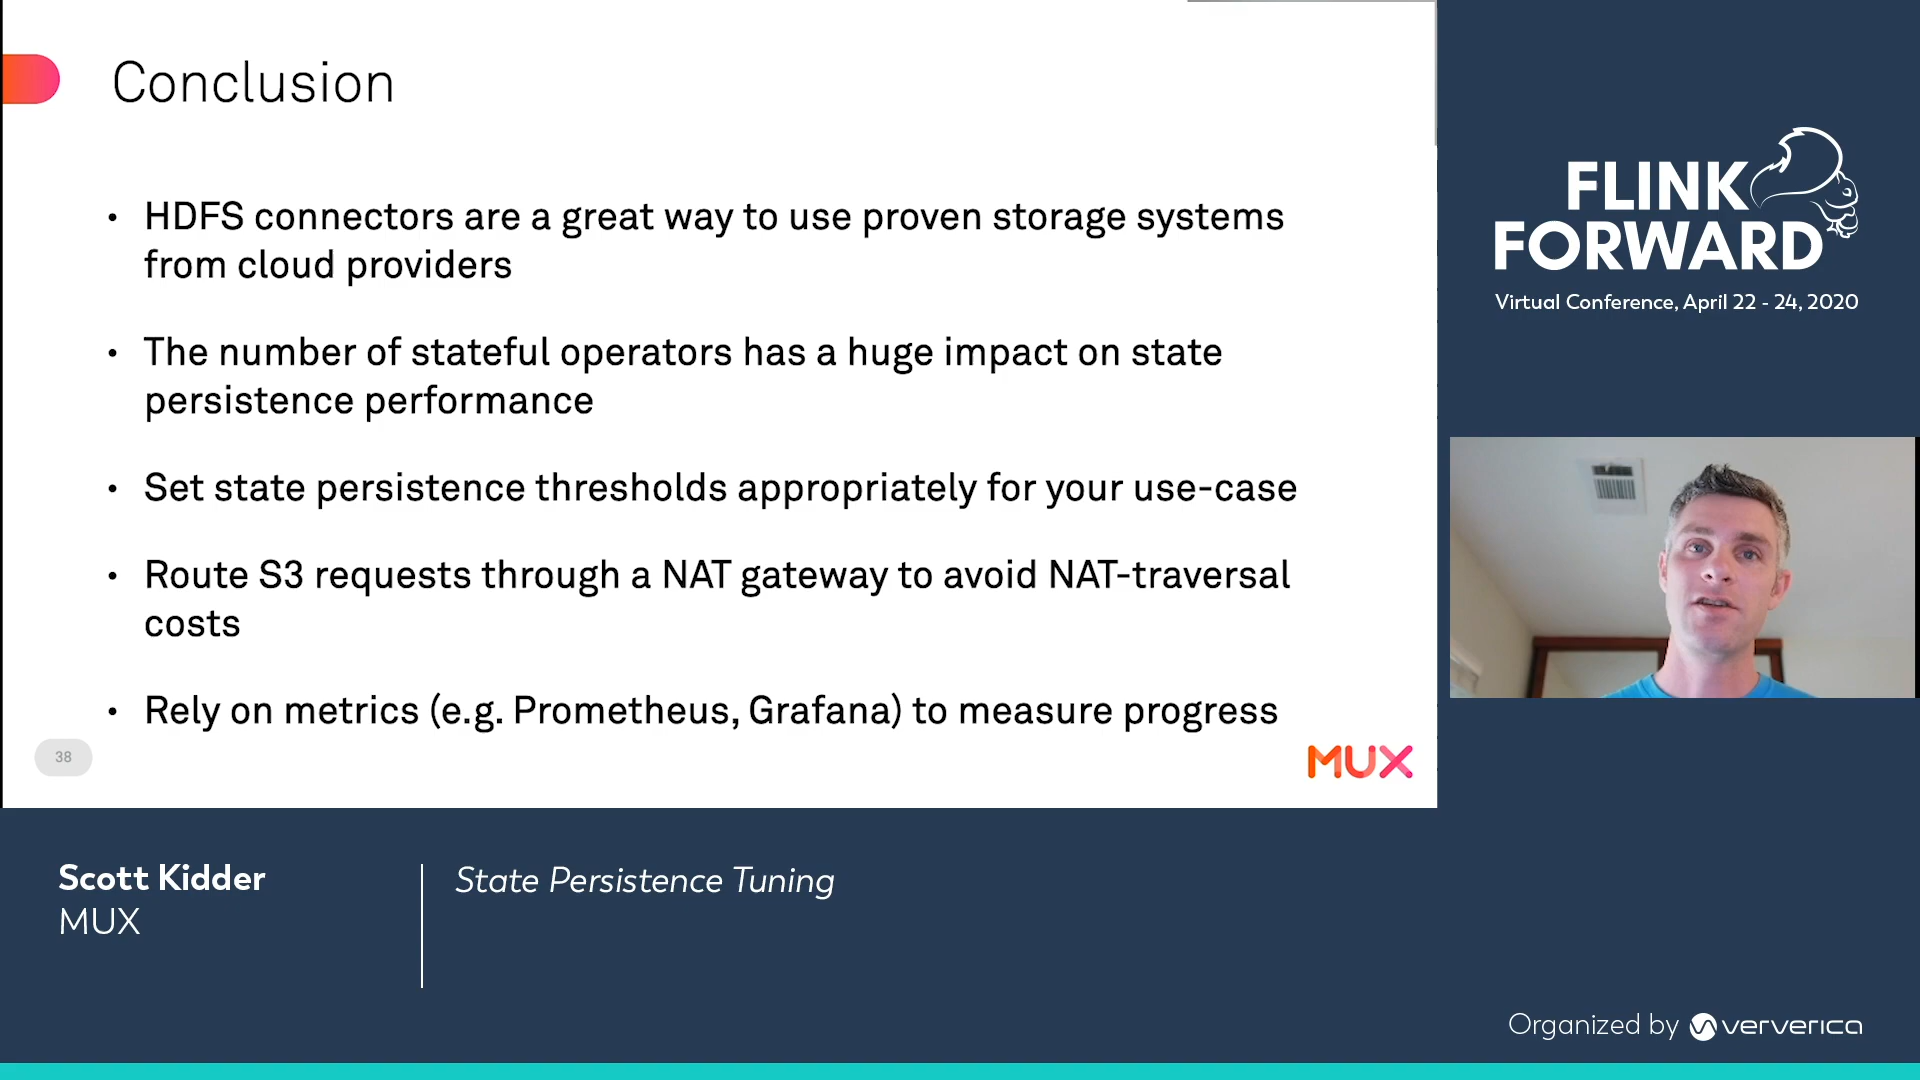 Conclusion
• HDFS connectors are a great way to use proven storage systems
from cloud providers
• The number of stateful operators has a huge impact on state
persistence performance
• Set state persistence thresholds appropriately for your use-case
• Route S3 requests through a NAT gateway to avoid NAT-traversal
costs
• Rely on metrics (e.g. Prometheus, Grafana) to measure progress
38
MUX
FLINK
FORWARD
Virtual Conference, April 22 - 24, 2020
Scott Kidder
MUX
State Persistence Tuning
Organized by ververica